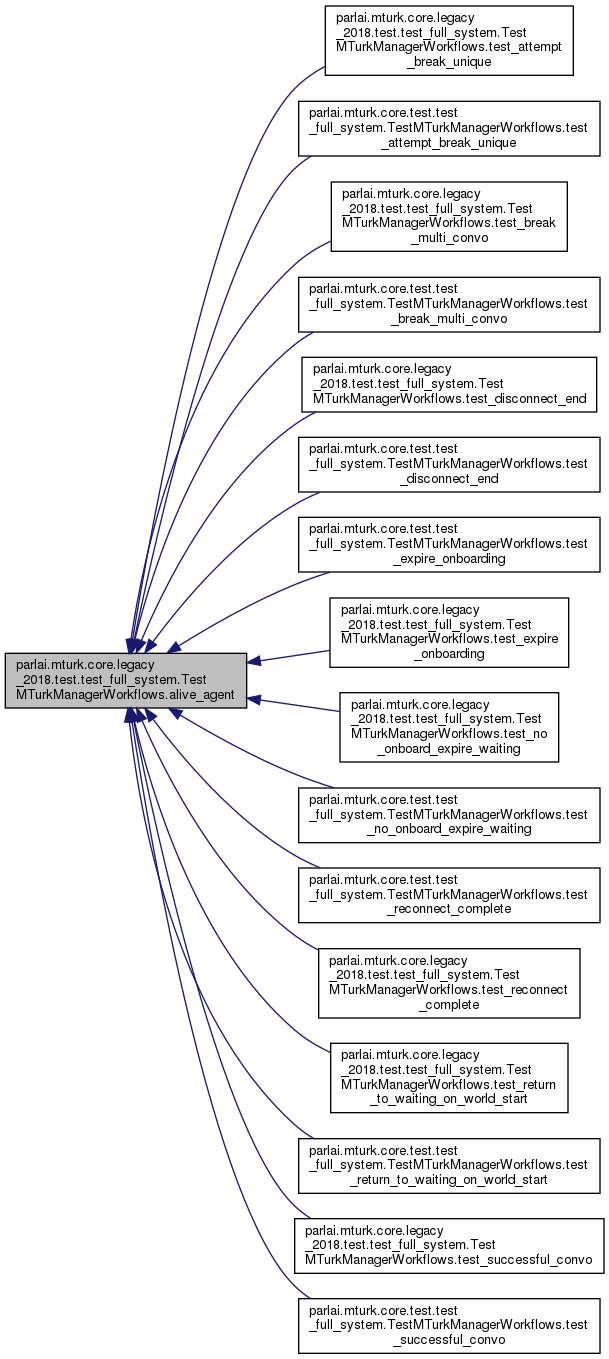 parlai.mturk.core.legacy
_2018.test.test_full_system.Test
MTurkManagerWorkflows.test_attempt
_break_unique
parlai.mturk.core.test.test
_full_system.TestMTurkManagerWorkflows.test
_attempt_break_unique
parlai.mturk.core.legacy
_2018.test.test_full_system.Test
MTurkManagerWorkflows.test_break
_multi_convo
parlai.mturk.core.test.test
_full_system.TestMTurkManagerWorkflows.test
_break_multi_convo
parlai.mturk.core.legacy
_2018.test.test_full_system.Test
MTurkManagerWorkflows.test_disconnect_end
parlai.mturk.core.test.test
_full_system.TestMTurkManagerWorkflows.test
_disconnect_end
parlai.mturk.core.test.test
_full_system.TestMTurkManagerWorkflows.test
_expire_onboarding
parlai.mturk.core.legacy
_2018.test.test_full_system.Test
MTurkManagerWorkflows.test_expire
_onboarding
parlai.mturk.core.legacy
_2018.test.test_full_system.Test
MTurkManagerWorkflows.alive_agent
parlai.mturk.core.legacy
_2018.test.test_full_system.Test
MTurkManagerWorkflows.test_no
_onboard_expire_waiting
parlai.mturk.core.test.test
_full_system.TestMTurkManagerWorkflows.test
_no_onboard_expire_waiting
parlai.mturk.core.test.test
_full_system.TestMTurkManagerWorkflows.test
_reconnect_complete
parlai.mturk.core.legacy
_2018.test.test_full_system.Test
MTurkManagerWorkflows.test_reconnect
_complete
parlai.mturk.core.legacy
_2018.test.test_full_system.Test
MTurkManagerWorkflows.test_return
_to_waiting_on_world_start
parlai.mturk.core.test.test
_full_system.TestMTurkManagerWorkflows.test
_return_to_waiting_on_world_start
parlai.mturk.core.legacy
_2018.test.test_full_system.Test
MTurkManagerWorkflows.test_successful_convo
parlai.mturk.core.test.test
_full_system.TestMTurkManagerWorkflows.test
_successful_convo